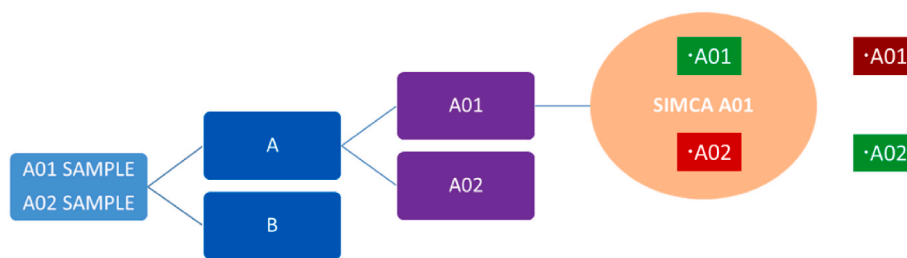 A01 SAMPLE
A02 SAMPLE
A
B
A01
A02
·A01
SIMCA A01
·A02
·A01
·A02